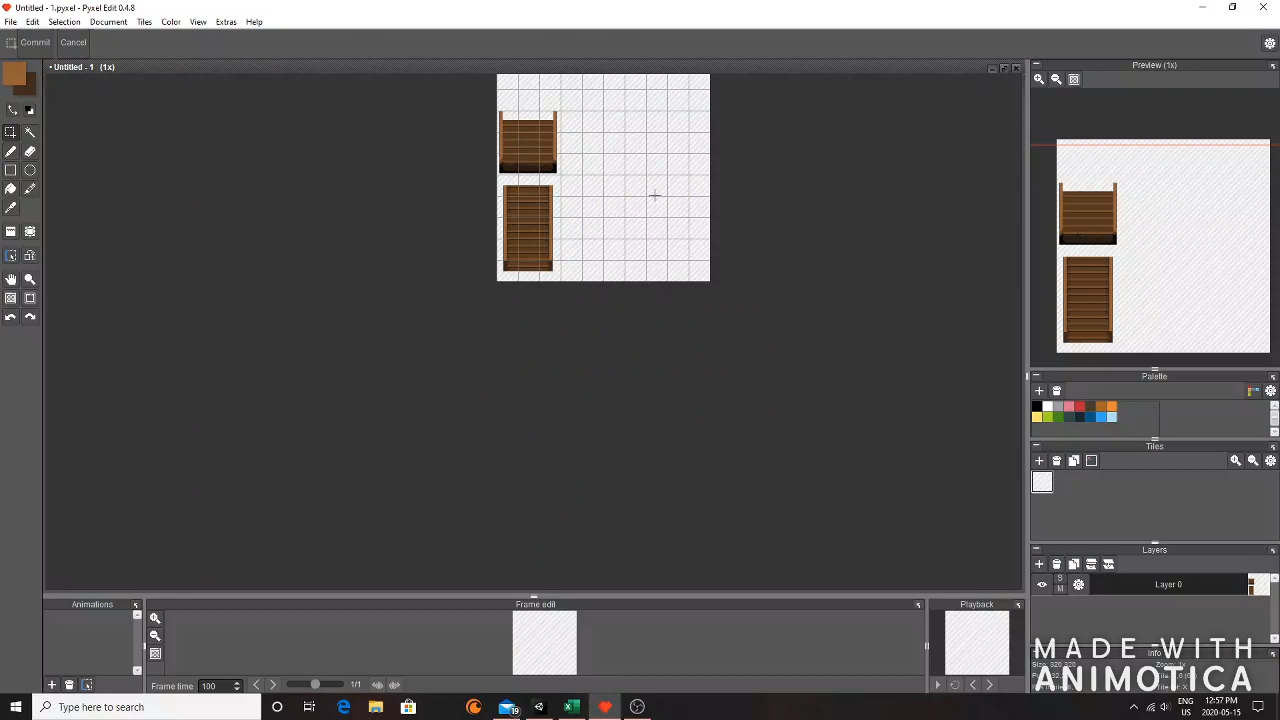 Untitled - 1.pyxel - Pyxel Edit 0.4.8
File Edit Selection Document Tiles Color View Extras Help
Commit Cancel
• Untitled - 1 (1x)
Preview (1x)
Palette
Tiles
Layers
S
M
Layer 0
Animations
Frame edit
Playback
Frame time 100
1/1
Info
MADE WITH
ANIMOTICA
Type here to search
19
ENG
US
12:57 PM
2020-05-15